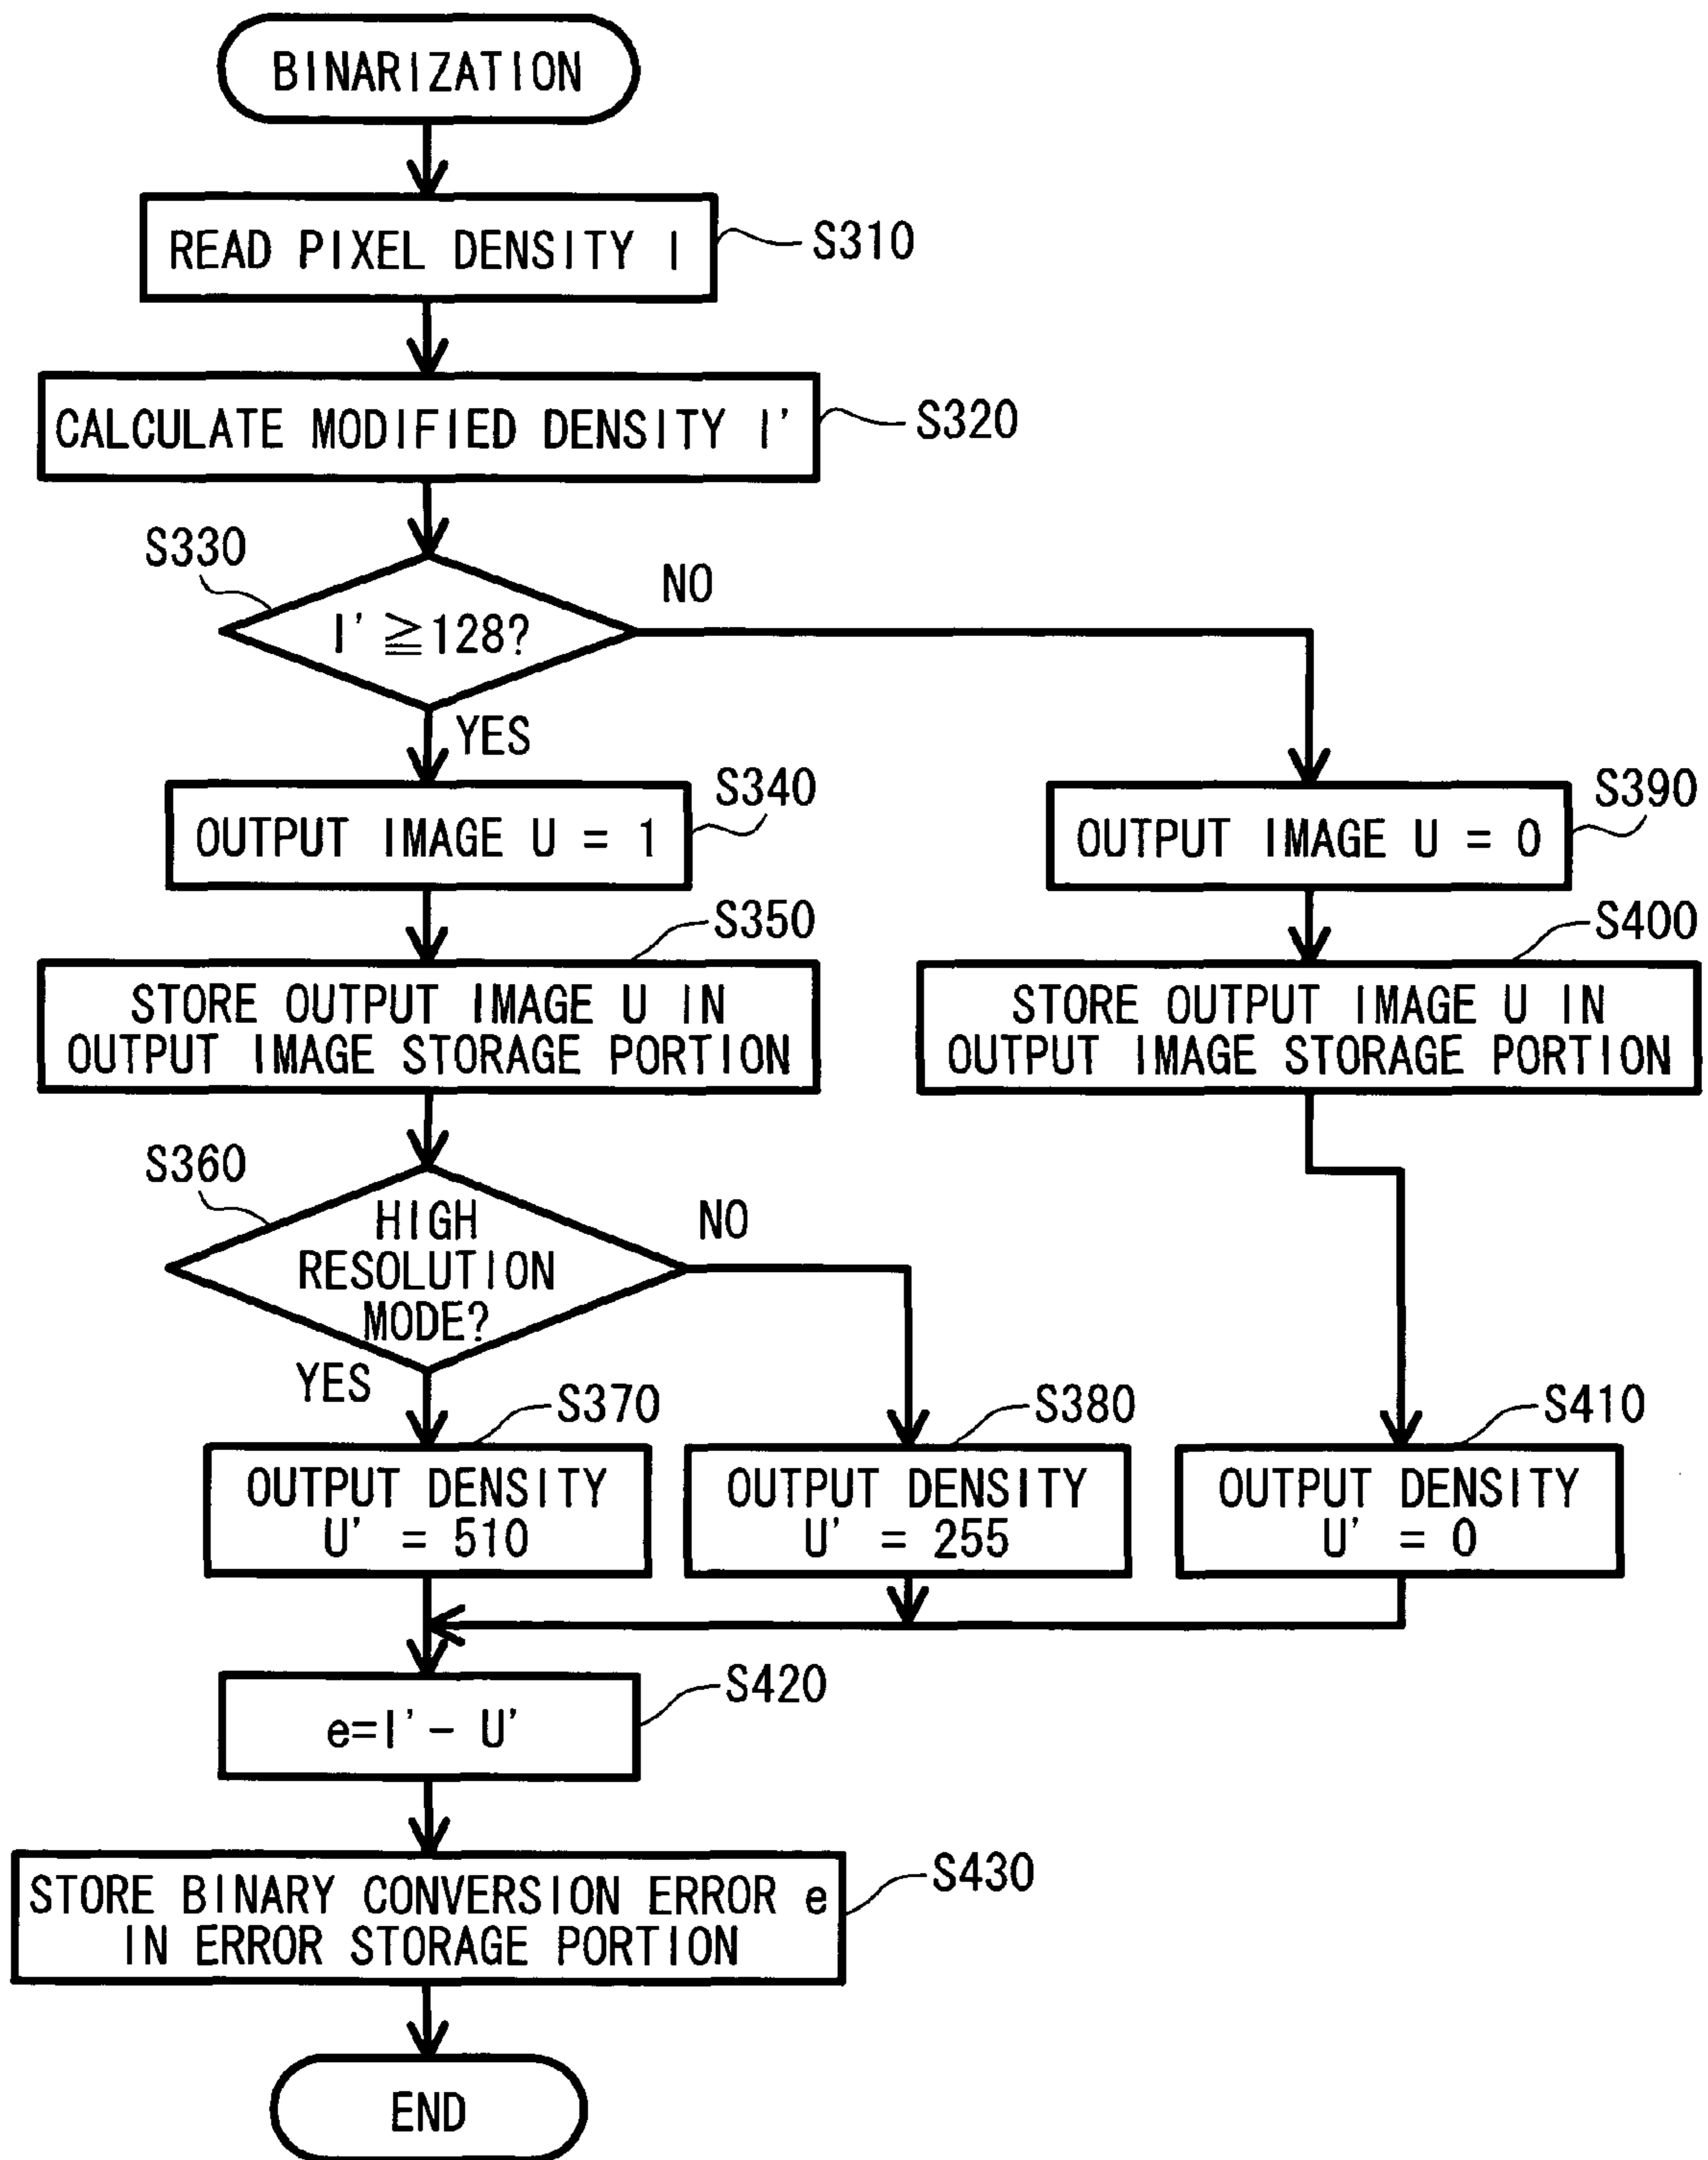 BINARIZATION
READ PIXEL DENSITY I
S310
CALCULATE MODIFIED DENSITY I'
S320
S330
I' ≧128?
NO
YES
S340
OUTPUT IMAGE U = 1
S390
OUTPUT IMAGE U = 0
S350
STORE OUTPUT IMAGE U IN
OUTPUT IMAGE STORAGE PORTION
S400
STORE OUTPUT IMAGE U IN
OUTPUT IMAGE STORAGE PORTION
S360
HIGH
RESOLUTION
MODE?
NO
YES
S370
OUTPUT DENSITY
U' = 510
S380
OUTPUT DENSITY
U' = 255
S410
OUTPUT DENSITY
U' = 0
S420
e=I'- U'
S430
STORE BINARY CONVERSION ERROR e
IN ERROR STORAGE PORTION
END